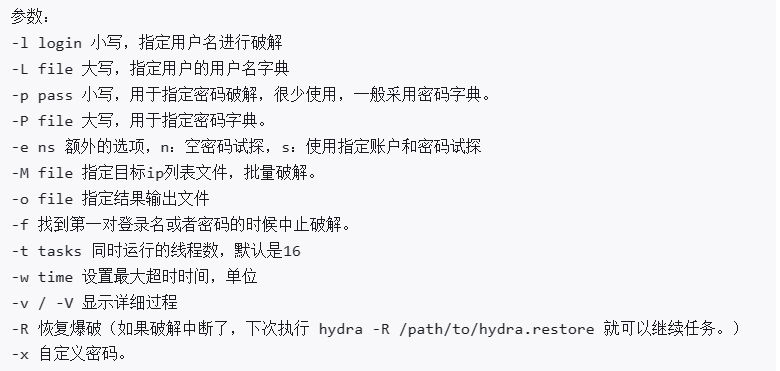 参数：
-l login 小写，指定用户名进行破解
-L file 大写，指定用户的用户名字典
-p pass 小写，用于指定密码破解，很少使用，一般采用密码字典。
-P file 大写，用于指定密码字典。
-e ns 额外的选项，n：空密码试探，s：使用指定账户和密码试探
-M file 指定目标ip列表文件，批量破解。
-o file 指定结果输出文件
-f 找到第一对登录名或者密码的时候中止破解。
-t tasks 同时运行的线程数，默认是16
-w time 设置最大超时时间，单位
-v / -V 显示详细过程
-R 恢复爆破（如果破解中断了，下次执行 hydra -R /path/to/hydra.restore 就可以继续任务。）
-x 自定义密码。